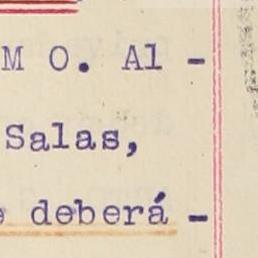 M O. Al-
Salas,
deberá-